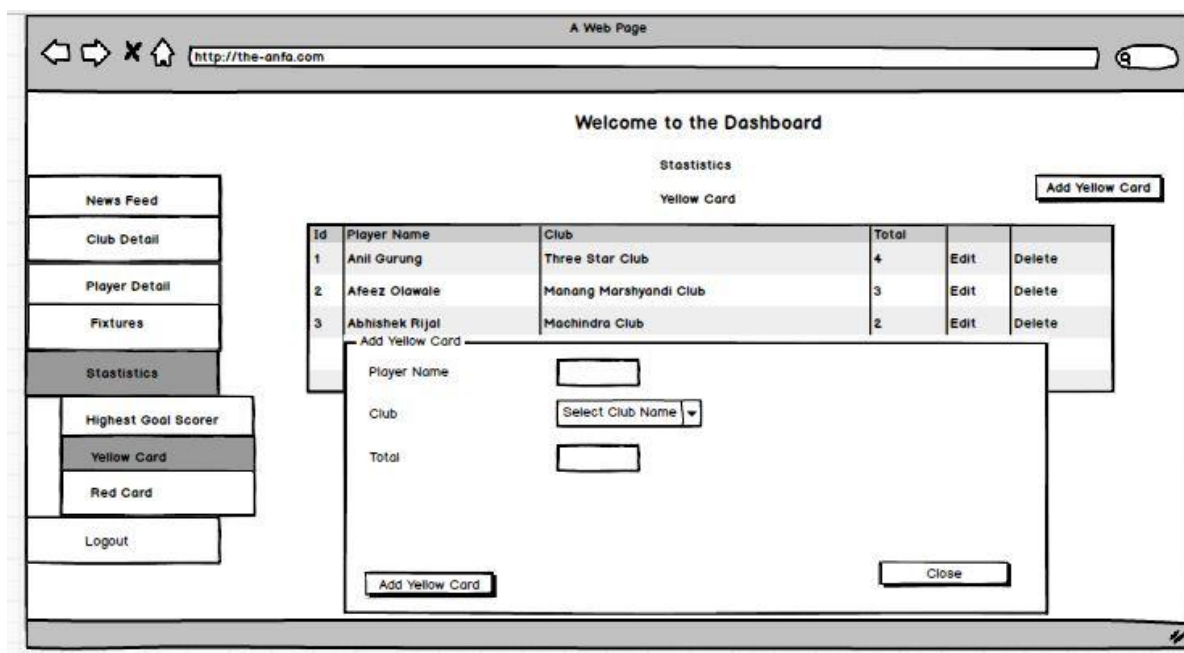 A Web Page
http://the-anfa.com
Welcome to the Dashboard
Stastistics
Yellow Card
Add Yellow Card
News Feed
Club Detail
Player Detail
Fixtures
Stastistics
Highest Goal Scorer
Yellow Card
Red Card
Logout
Id Player Name Club Total
1 Anil Gurung Three Star Club 4 Edit Delete
2 Afeez Olawale Manang Marshyandi Club 3 Edit Delete
3 Abhishek Rijal Machindra Club 2 Edit Delete
Add Yellow Card
Player Name
Club Select Club Name
Total
Add Yellow Card Close